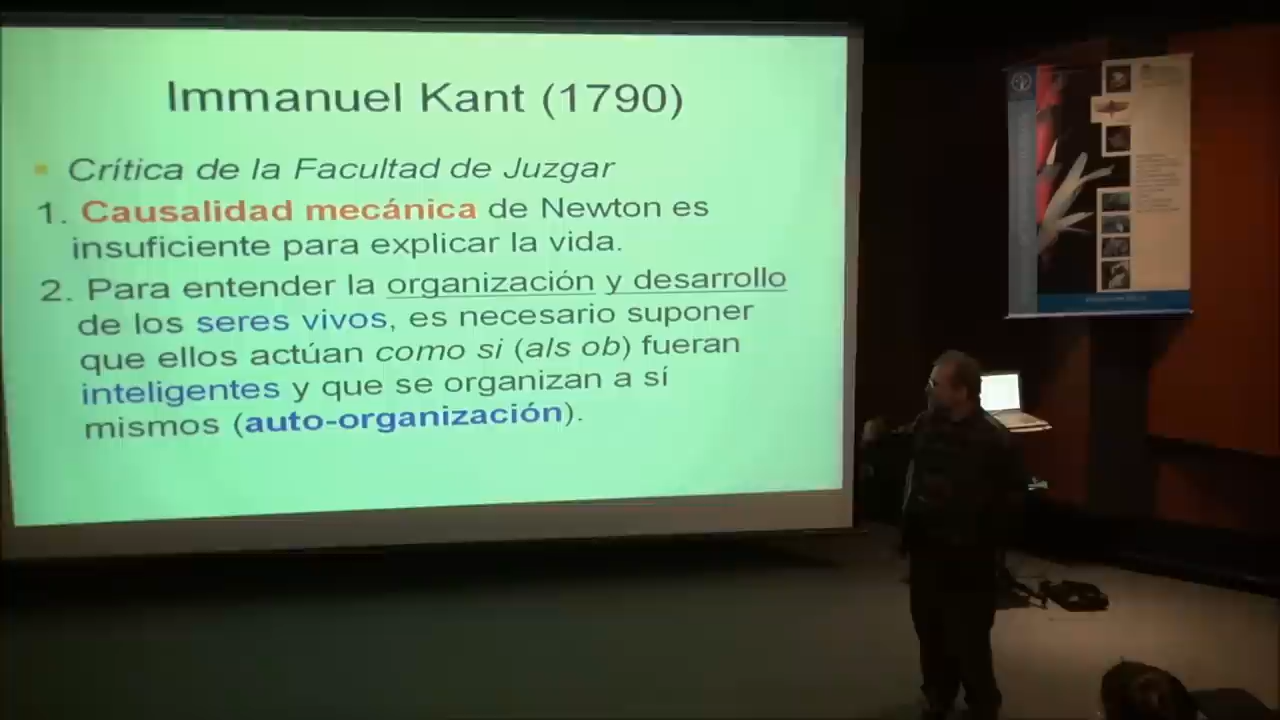 Immanuel Kant (1790)
Crítica de la Facultad de Juzgar
1. Causalidad mecánica de Newton es
insuficiente para explicar la vida.
2. Para entender la organización y desarrollo
de los seres vivos, es necesario suponer
que ellos actúan como si (als ob) fueran
inteligentes y que se organizan a sí
mismos (auto-organización).